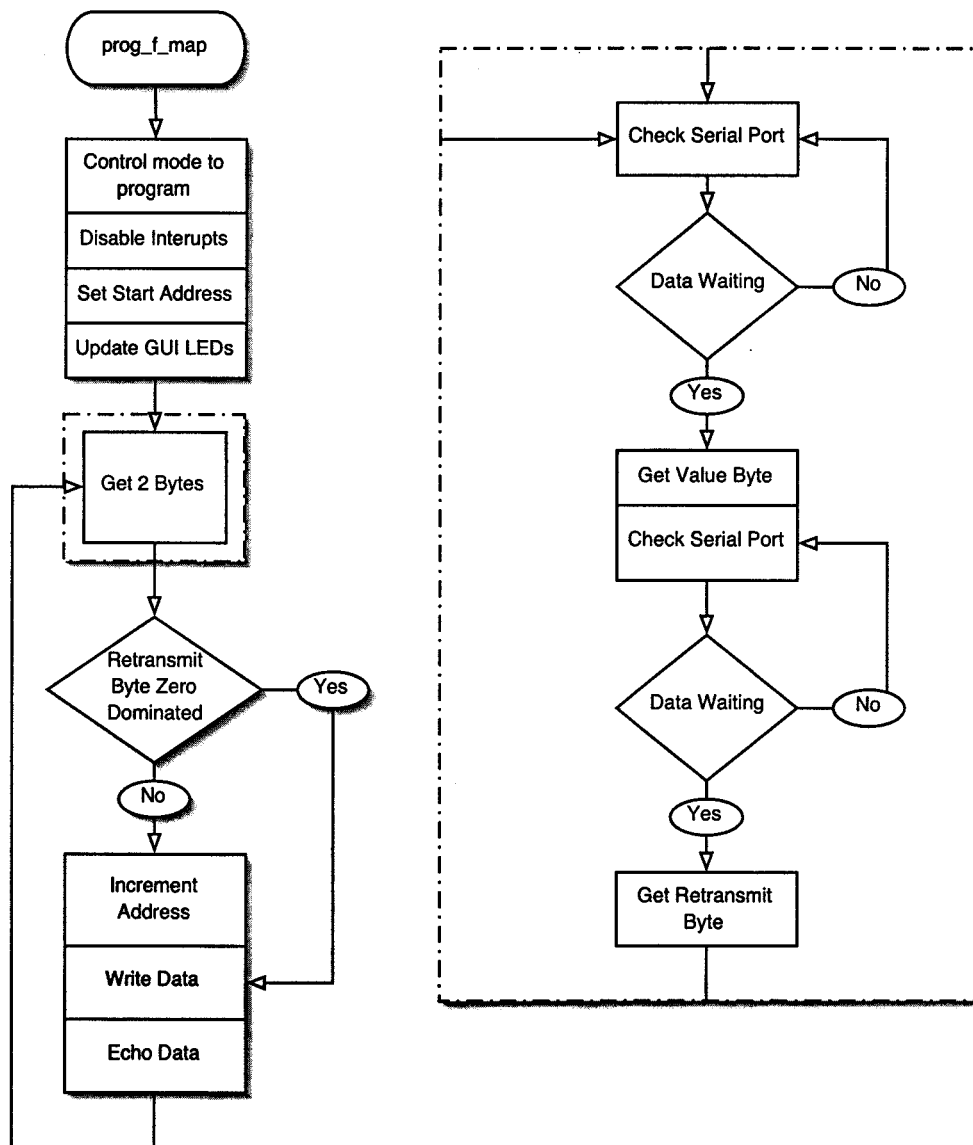 prog_f_map
Control mode to
program
Disable Interupts
Set Start Address
Update GUI LEDs
Get 2 Bytes
Retransmit
Byte Zero
Dominated
Yes
No
Increment
Address
Write Data
Echo Data
Check Serial Port
Data Waiting
No
Yes
Get Value Byte
Check Serial Port
Data Waiting
No
Yes
Get Retransmit
Byte